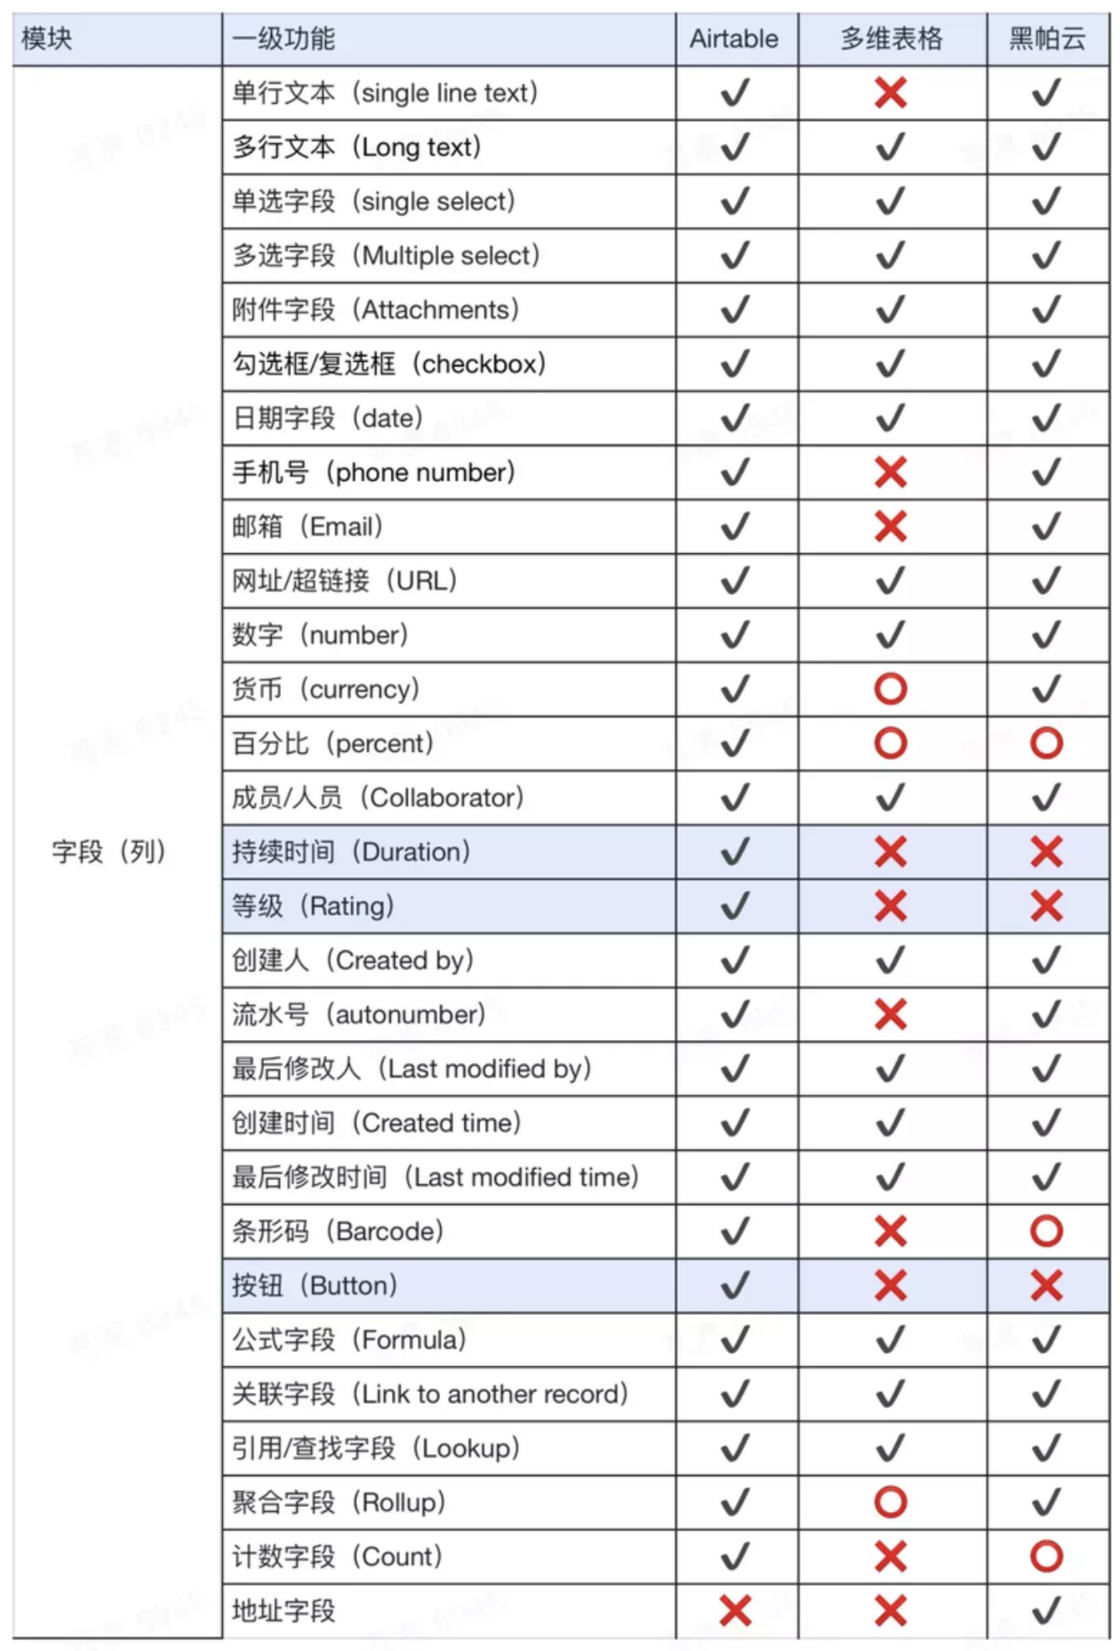 模块 一级功能 Airtable 多维表格 黑帕云
单行文本（single line text） ✔ ❌ ✔
多行文本（Long text） ✔ ✔ ✔
单选字段（single select） ✔ ✔ ✔
多选字段（Multiple select） ✔ ✔ ✔
附件字段（Attachments） ✔ ✔ ✔
勾选框/复选框（checkbox） ✔ ✔ ✔
日期字段（date） ✔ ✔ ✔
手机号（phone number） ✔ ❌ ✔
邮箱（Email） ✔ ❌ ✔
网址/超链接（URL） ✔ ✔ ✔
数字（number） ✔ ✔ ✔
货币（currency） ✔ ⭕ ✔
百分比（percent） ✔ ⭕ ⭕
成员/人员（Collaborator） ✔ ✔ ✔
字段（列） 持续时间（Duration） ✔ ❌ ❌
等级（Rating） ✔ ❌ ❌
创建人（Created by） ✔ ✔ ✔
流水号（autonumber） ✔ ❌ ✔
最后修改人（Last modified by） ✔ ✔ ✔
创建时间（Created time） ✔ ✔ ✔
最后修改时间（Last modified time） ✔ ✔ ✔
条形码（Barcode） ✔ ❌ ⭕
按钮（Button） ✔ ❌ ❌
公式字段（Formula） ✔ ✔ ✔
关联字段（Link to another record） ✔ ✔ ✔
引用/查找字段（Lookup） ✔ ✔ ✔
聚合字段（Rollup） ✔ ⭕ ✔
计数字段（Count） ✔ ❌ ⭕
地址字段 ❌ ❌ ✔